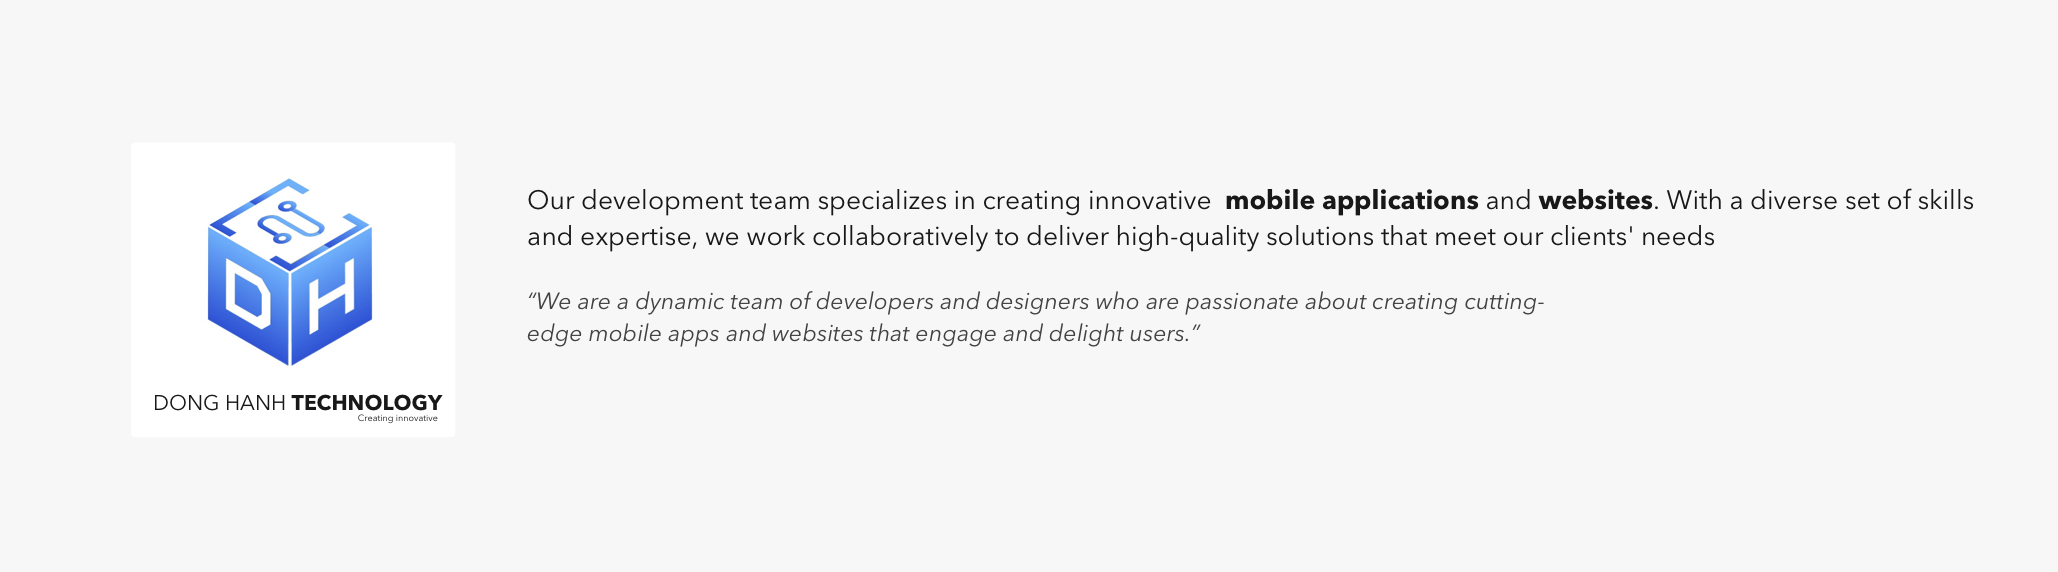 Our development team specializes in creating innovative  mobile applications and websites. With a diverse set of skills
and expertise, we work collaboratively to deliver high-quality solutions that meet our clients' needs
“We are a dynamic team of developers and designers who are passionate about creating cutting-
edge mobile apps and websites that engage and delight users.”
D H
DONG HANH TECHNOLOGY
Creating innovative